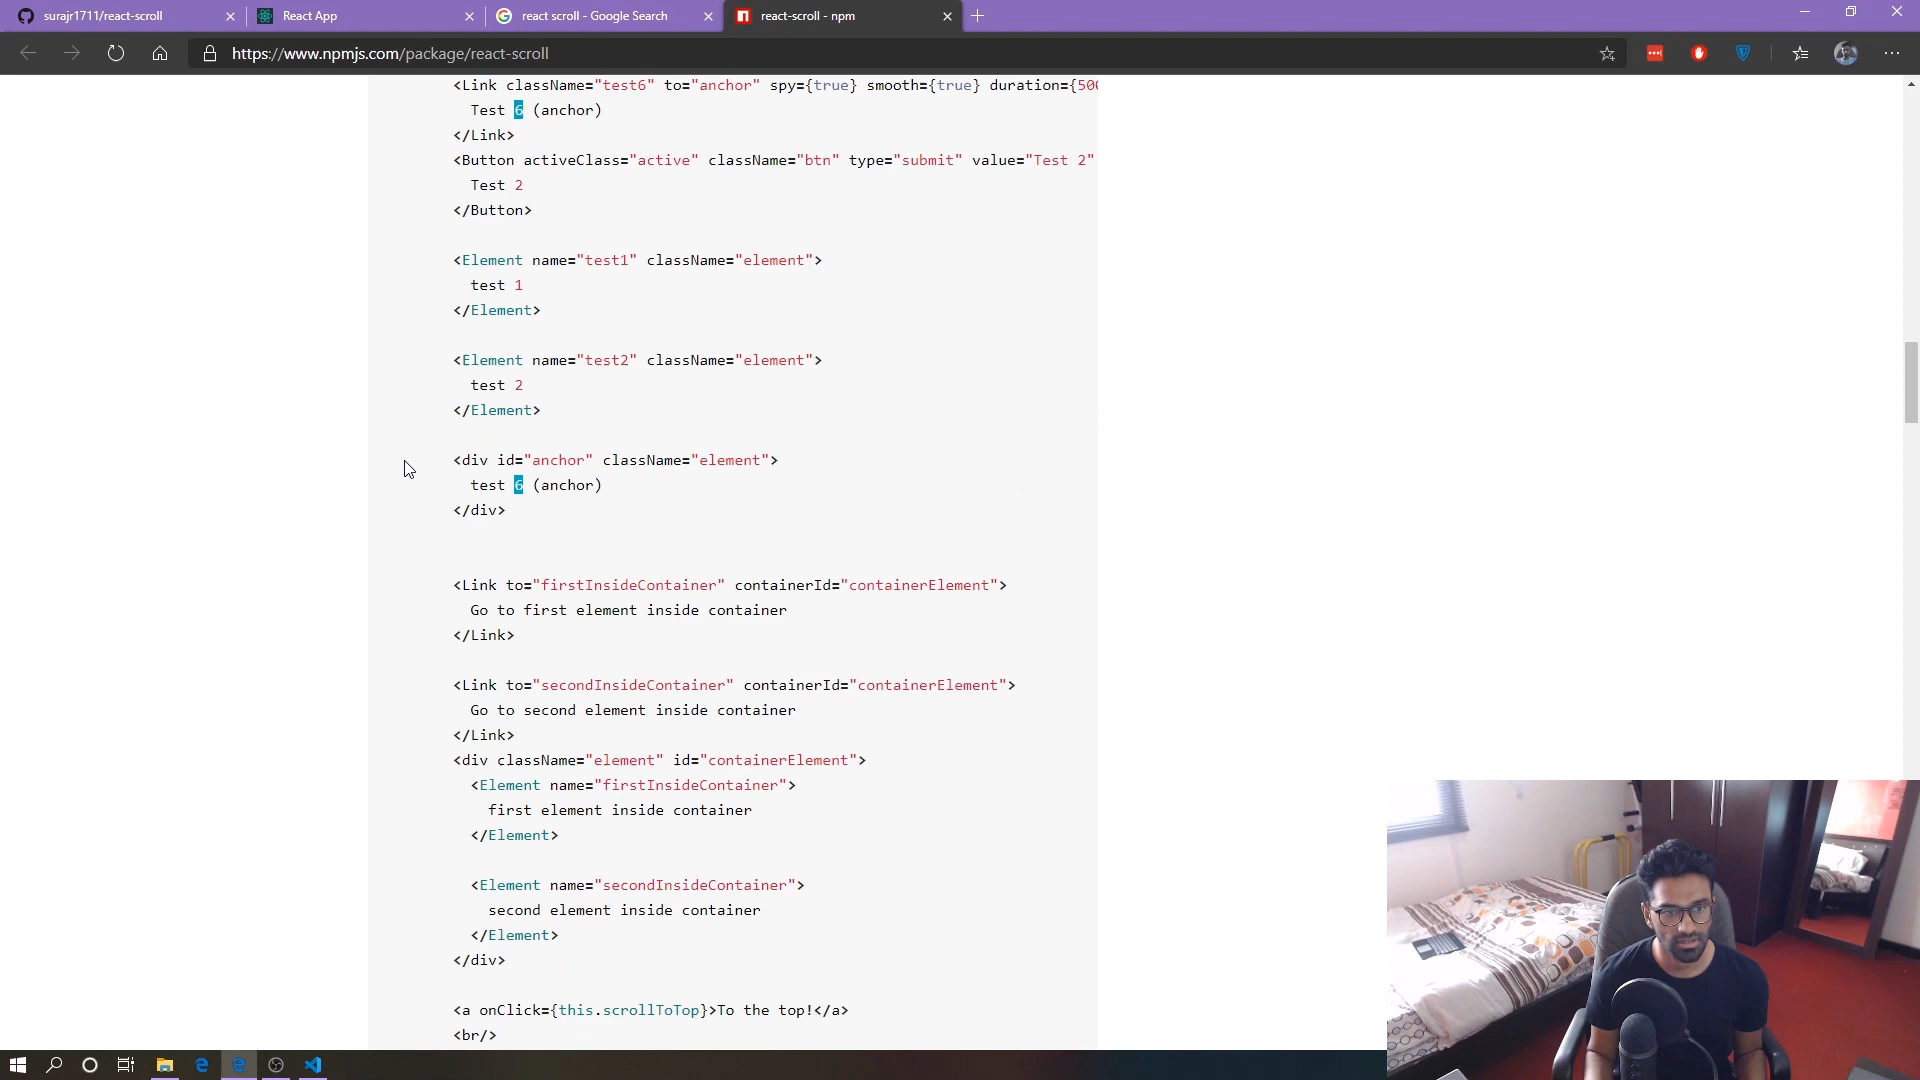 surajr1711/react-scroll
React App
react scroll - Google Search
react-scroll - npm
https://www.npmjs.com/package/react-scroll
<Link className="test6" to="anchor" spy={true} smooth={true} duration={500
Test 6 (anchor)
</Link>
<Button activeClass="active" className="btn" type="submit" value="Test 2"
Test 2
</Button>
<Element name="test1" className="element">
test 1
</Element>
<Element name="test2" className="element">
test 2
</Element>
<div id="anchor" className="element">
test 6 (anchor)
</div>
<Link to="firstInsideContainer" containerId="containerElement">
Go to first element inside container
</Link>
<Link to="secondInsideContainer" containerId="containerElement">
Go to second element inside container
</Link>
<div className="element" id="containerElement">
<Element name="firstInsideContainer">
first element inside container
</Element>
<Element name="secondInsideContainer">
second element inside container
</Element>
</div>
<a onClick={this.scrollToTop}>To the top!</a>
<br/>